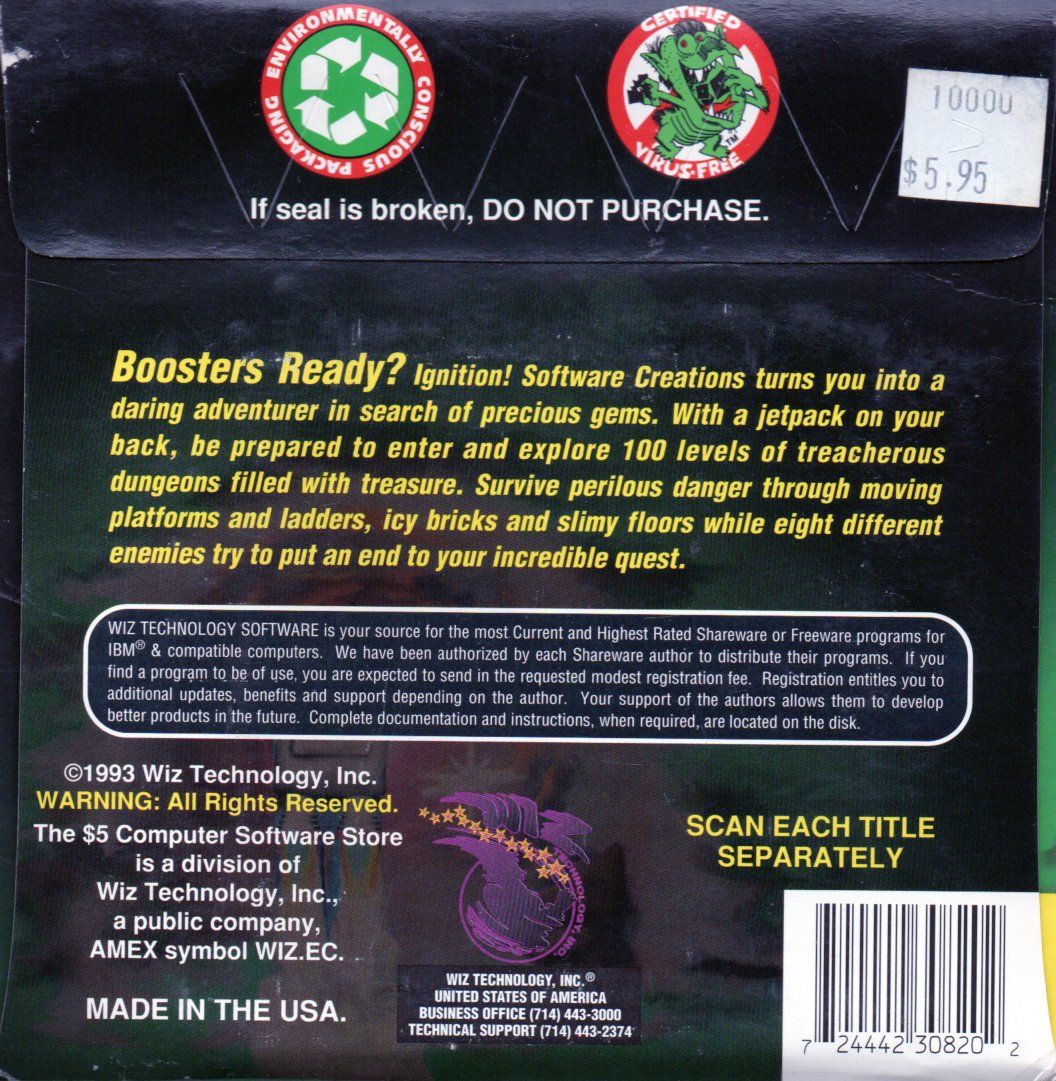 ENVIRONMENTALLY CONSCIOUS PACKAGING
CERTIFIED
VIRUS-FREE
TM
10000
$5.95
If seal is broken, DO NOT PURCHASE.
Boosters Ready? Ignition! Software Creations turns you into a
daring adventurer in search of precious gems. With a jetpack on your
back, be prepared to enter and explore 100 levels of treacherous
dungeons filled with treasure. Survive perilous danger through moving
platforms and ladders, icy bricks and slimy floors while eight different
enemies try to put an end to your incredible quest.
WIZ TECHNOLOGY SOFTWARE is your source for the most Current and Highest Rated Shareware or Freeware programs for
IBM® & compatible computers. We have been authorized by each Shareware author to distribute their programs. If you
find a program to be of use, you are expected to send in the requested modest registration fee. Registration entitles you to
additional updates, benefits and support depending on the author. Your support of the authors allows them to develop
better products in the future. Complete documentation and instructions, when required, are located on the disk.
©1993 Wiz Technology, Inc.
WARNING: All Rights Reserved.
The $5 Computer Software Store
is a division of
Wiz Technology, Inc.,
a public company,
AMEX symbol WIZ.EC.
MADE IN THE USA.
TECHNOLOGY, INC.
WIZ TECHNOLOGY, INC.®
UNITED STATES OF AMERICA
BUSINESS OFFICE (714) 443-3000
TECHNICAL SUPPORT (714) 443-2374
SCAN EACH TITLE
SEPARATELY
7 24442 30820 2